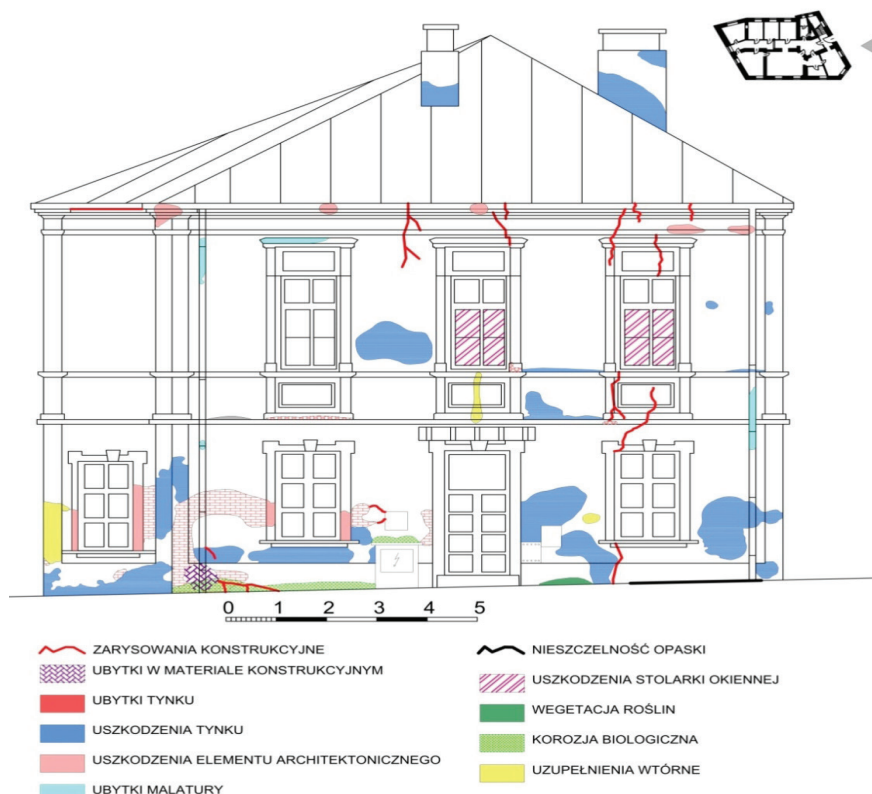 0 1 2 3 4 5
ZARYSOWANIA KONSTRUKCYJNE
UBYTKI W MATERIALE KONSTRUKCYJNYM
UBYTKI TYNKU
USZKODZENIA TYNKU
USZKODZENIA ELEMENTU ARCHITEKTONICZNEGO
UBYTKI MALATURY
NIESZCZELNOŚĆ OPASKI
USZKODZENIA STOLARKI OKIENNEJ
WEGETACJA ROŚLIN
KOROZJA BIOLOGICZNA
UZUPEŁNIENIA WTÓRNE